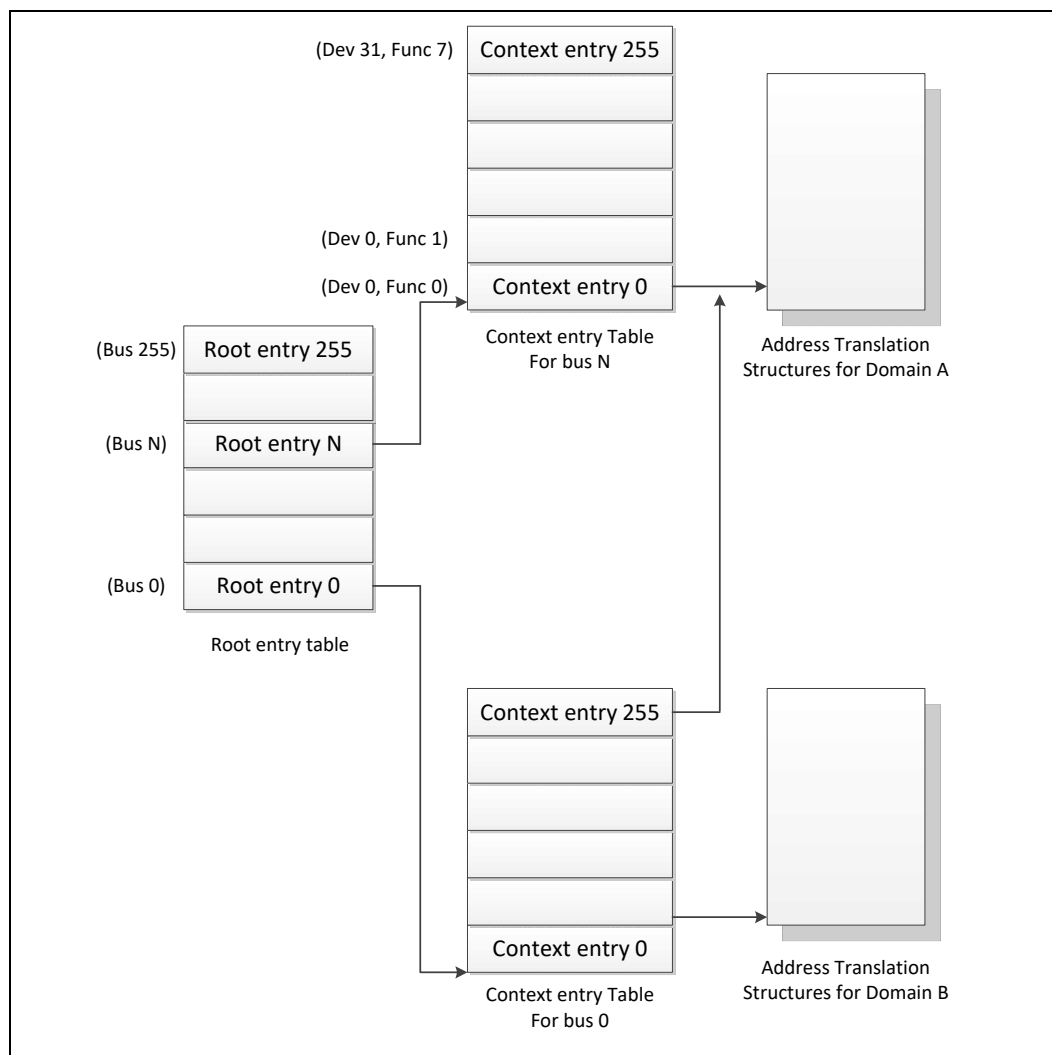 (Dev 31, Func 7)
Context entry 255
(Dev 0, Func 1)
(Dev 0, Func 0)
Context entry 0
Context entry Table
For bus N
Address Translation
Structures for Domain A
(Bus 255)
Root entry 255
(Bus N)
Root entry N
(Bus 0)
Root entry 0
Root entry table
Context entry 255
Context entry 0
Context entry Table
For bus 0
Address Translation
Structures for Domain B